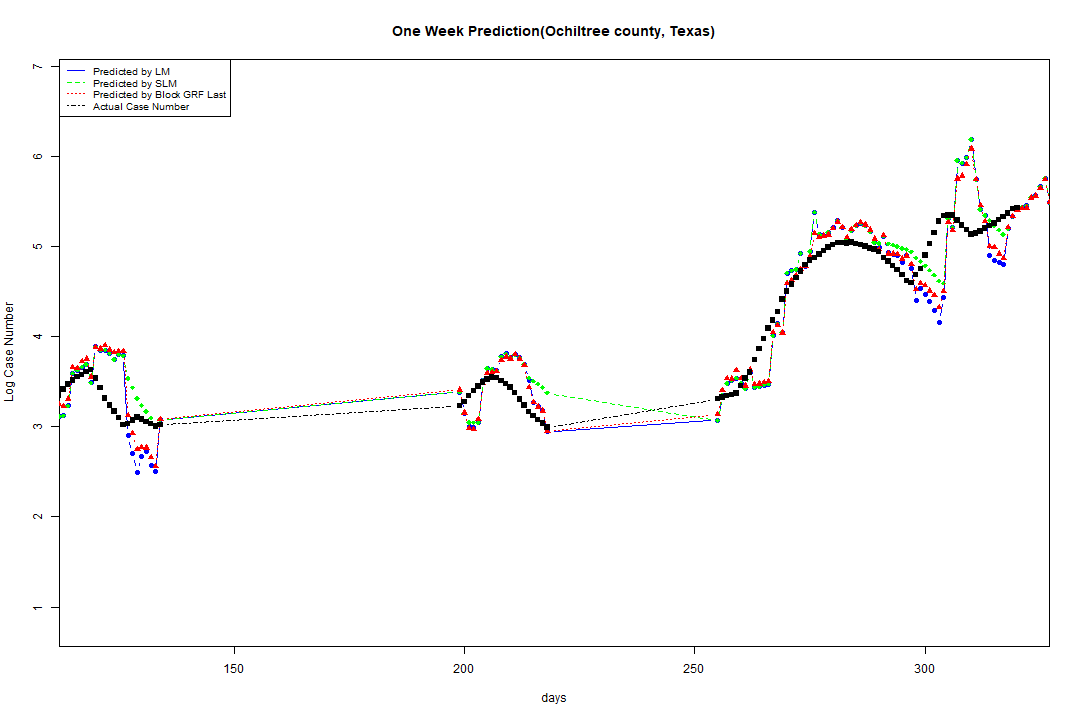 One Week Prediction(Ochiltree county, Texas)
7
Predicted by LM
Predicted by SLM
Predicted by Block GRF Last
Actual Case Number
6
5
4
3
2
1
Log Case Number
150
200
250
300
days